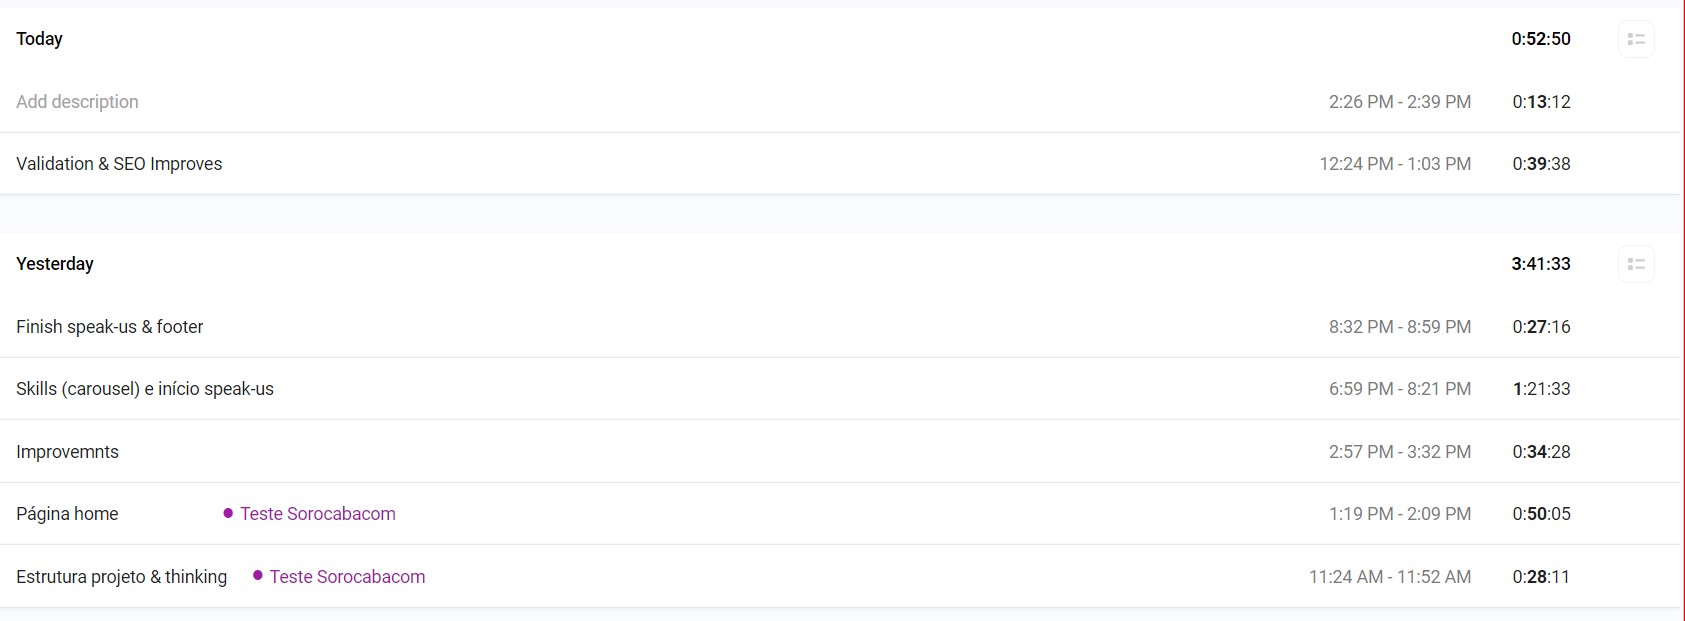 Today 0:52:50
Add description 2:26 PM - 2:39 PM 0:13:12
Validation & SEO Improves 12:24 PM - 1:03 PM 0:39:38
Yesterday 3:41:33
Finish speak-us & footer 8:32 PM - 8:59 PM 0:27:16
Skills (carousel) e início speak-us 6:59 PM - 8:21 PM 1:21:33
Improvemnts 2:57 PM - 3:32 PM 0:34:28
Página home Teste Sorocabacom 1:19 PM - 2:09 PM 0:50:05
Estrutura projeto & thinking Teste Sorocabacom 11:24 AM - 11:52 AM 0:28:11